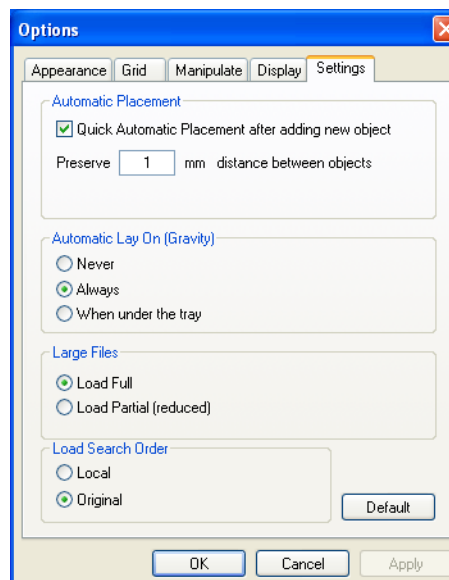 Options
Appearance Grid Manipulate Display Settings
Automatic Placement
Quick Automatic Placement after adding new object
Preserve 1 mm distance between objects
Automatic Lay On (Gravity)
Never
Always
When under the tray
Large Files
Load Full
Load Partial (reduced)
Load Search Order
Local
Original
Default
OK Cancel Apply